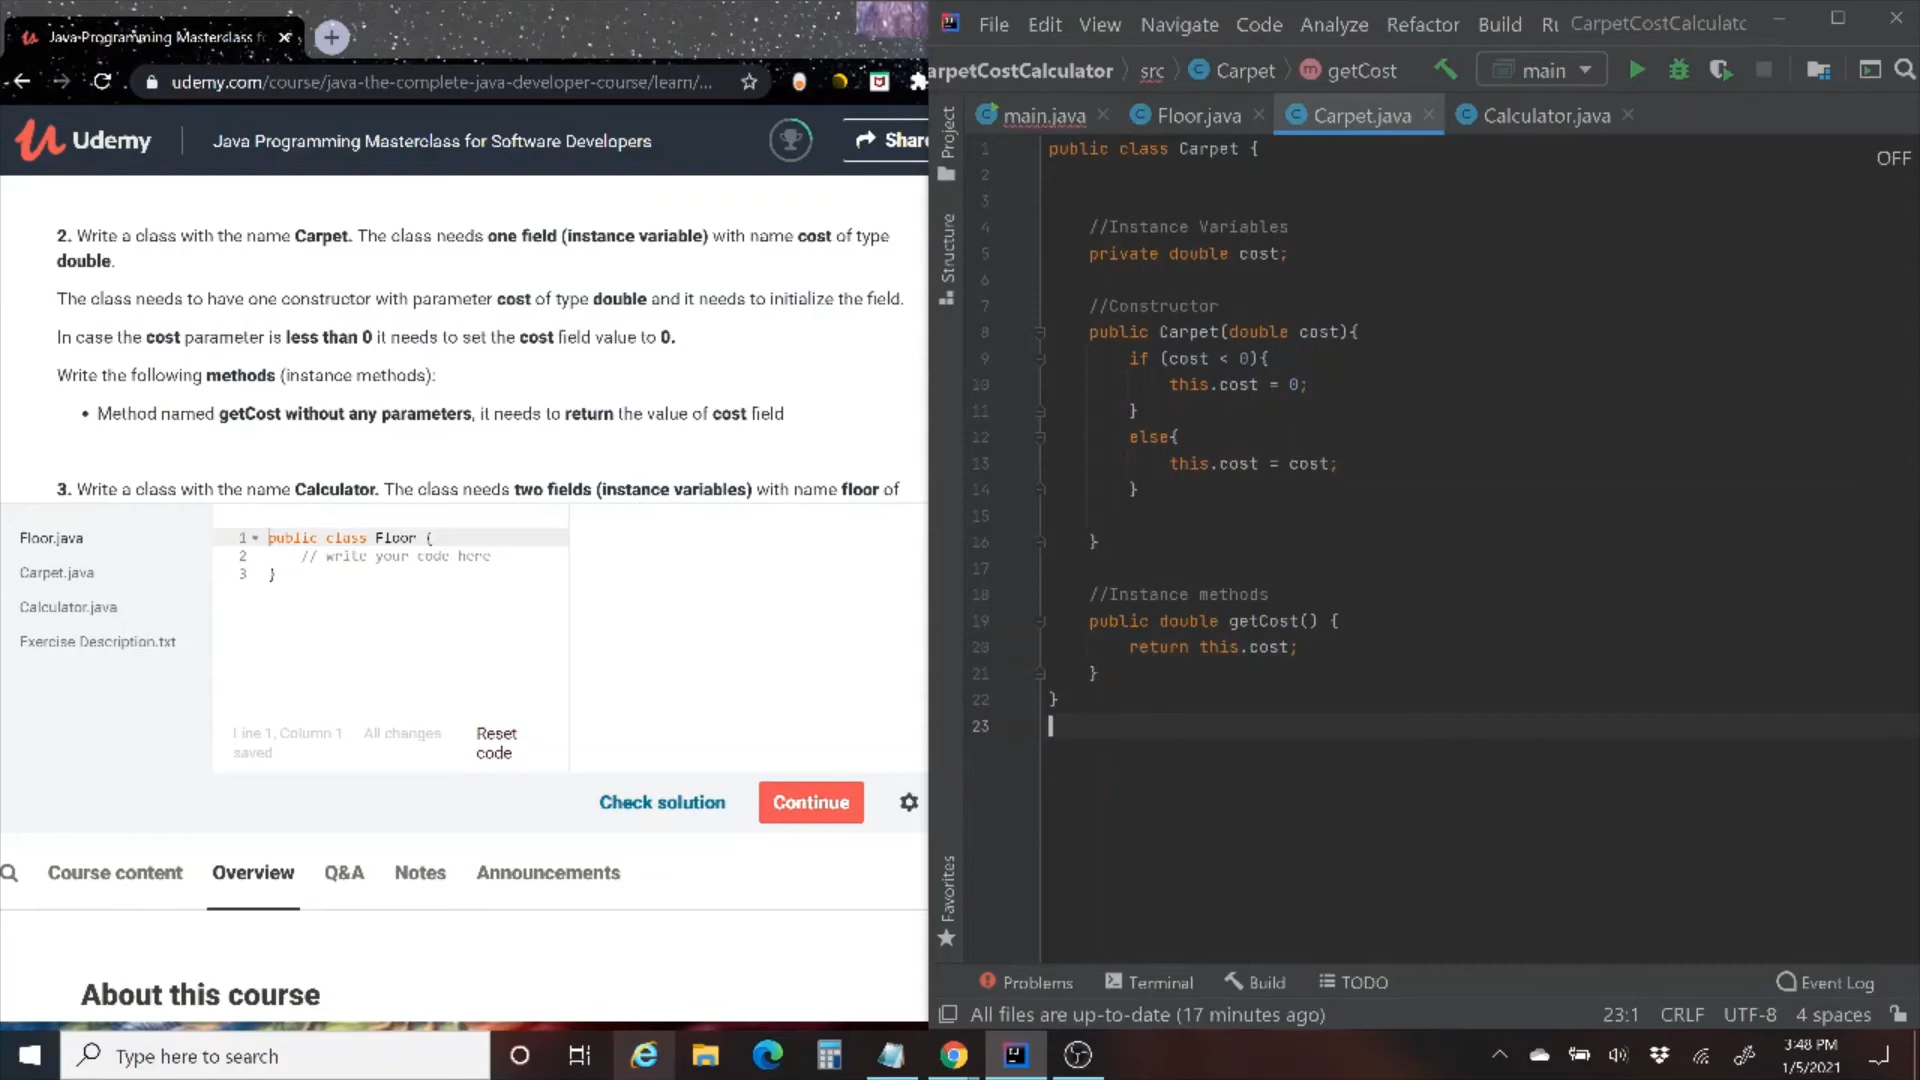 Java-Programming Masterclass fo
udemy.com/course/java-the-complete-java-developer-course/learn/...
Udemy
Java Programming Masterclass for Software Developers
Share
2. Write a class with the name Carpet. The class needs one field (instance variable) with name cost of type
double.
The class needs to have one constructor with parameter cost of type double and it needs to initialize the field.
In case the cost parameter is less than 0 it needs to set the cost field value to 0.
Write the following methods (instance methods):
• Method named getCost without any parameters, it needs to return the value of cost field
3. Write a class with the name Calculator. The class needs two fields (instance variables) with name floor of
Floor.java
Carpet.java
Calculator.java
Exercise Description.txt
1 public class Floor {
2 // write your code here
3 }
Line 1, Column 1 All changes
saved
Reset
code
Check solution
Continue
Course content Overview Q&A Notes Announcements
About this course
File Edit View Navigate Code Analyze Refactor Build Ru CarpetCostCalculatc
arpetCostCalculator src Carpet getCost main
main.java Floor.java Carpet.java Calculator.java
Project
Structure
Favorites
OFF
1 public class Carpet {
2
3
4 //Instance Variables
5 private double cost;
6
7 //Constructor
8 public Carpet(double cost){
9 if (cost < 0){
10 this.cost = 0;
11 }
12 else{
13 this.cost = cost;
14 }
15
16 }
17
18 //Instance methods
19 public double getCost() {
20 return this.cost;
21 }
22 }
23
Problems Terminal Build TODO Event Log
All files are up-to-date (17 minutes ago) 23:1 CRLF UTF-8 4 spaces
Type here to search
3:48 PM
1/5/2021